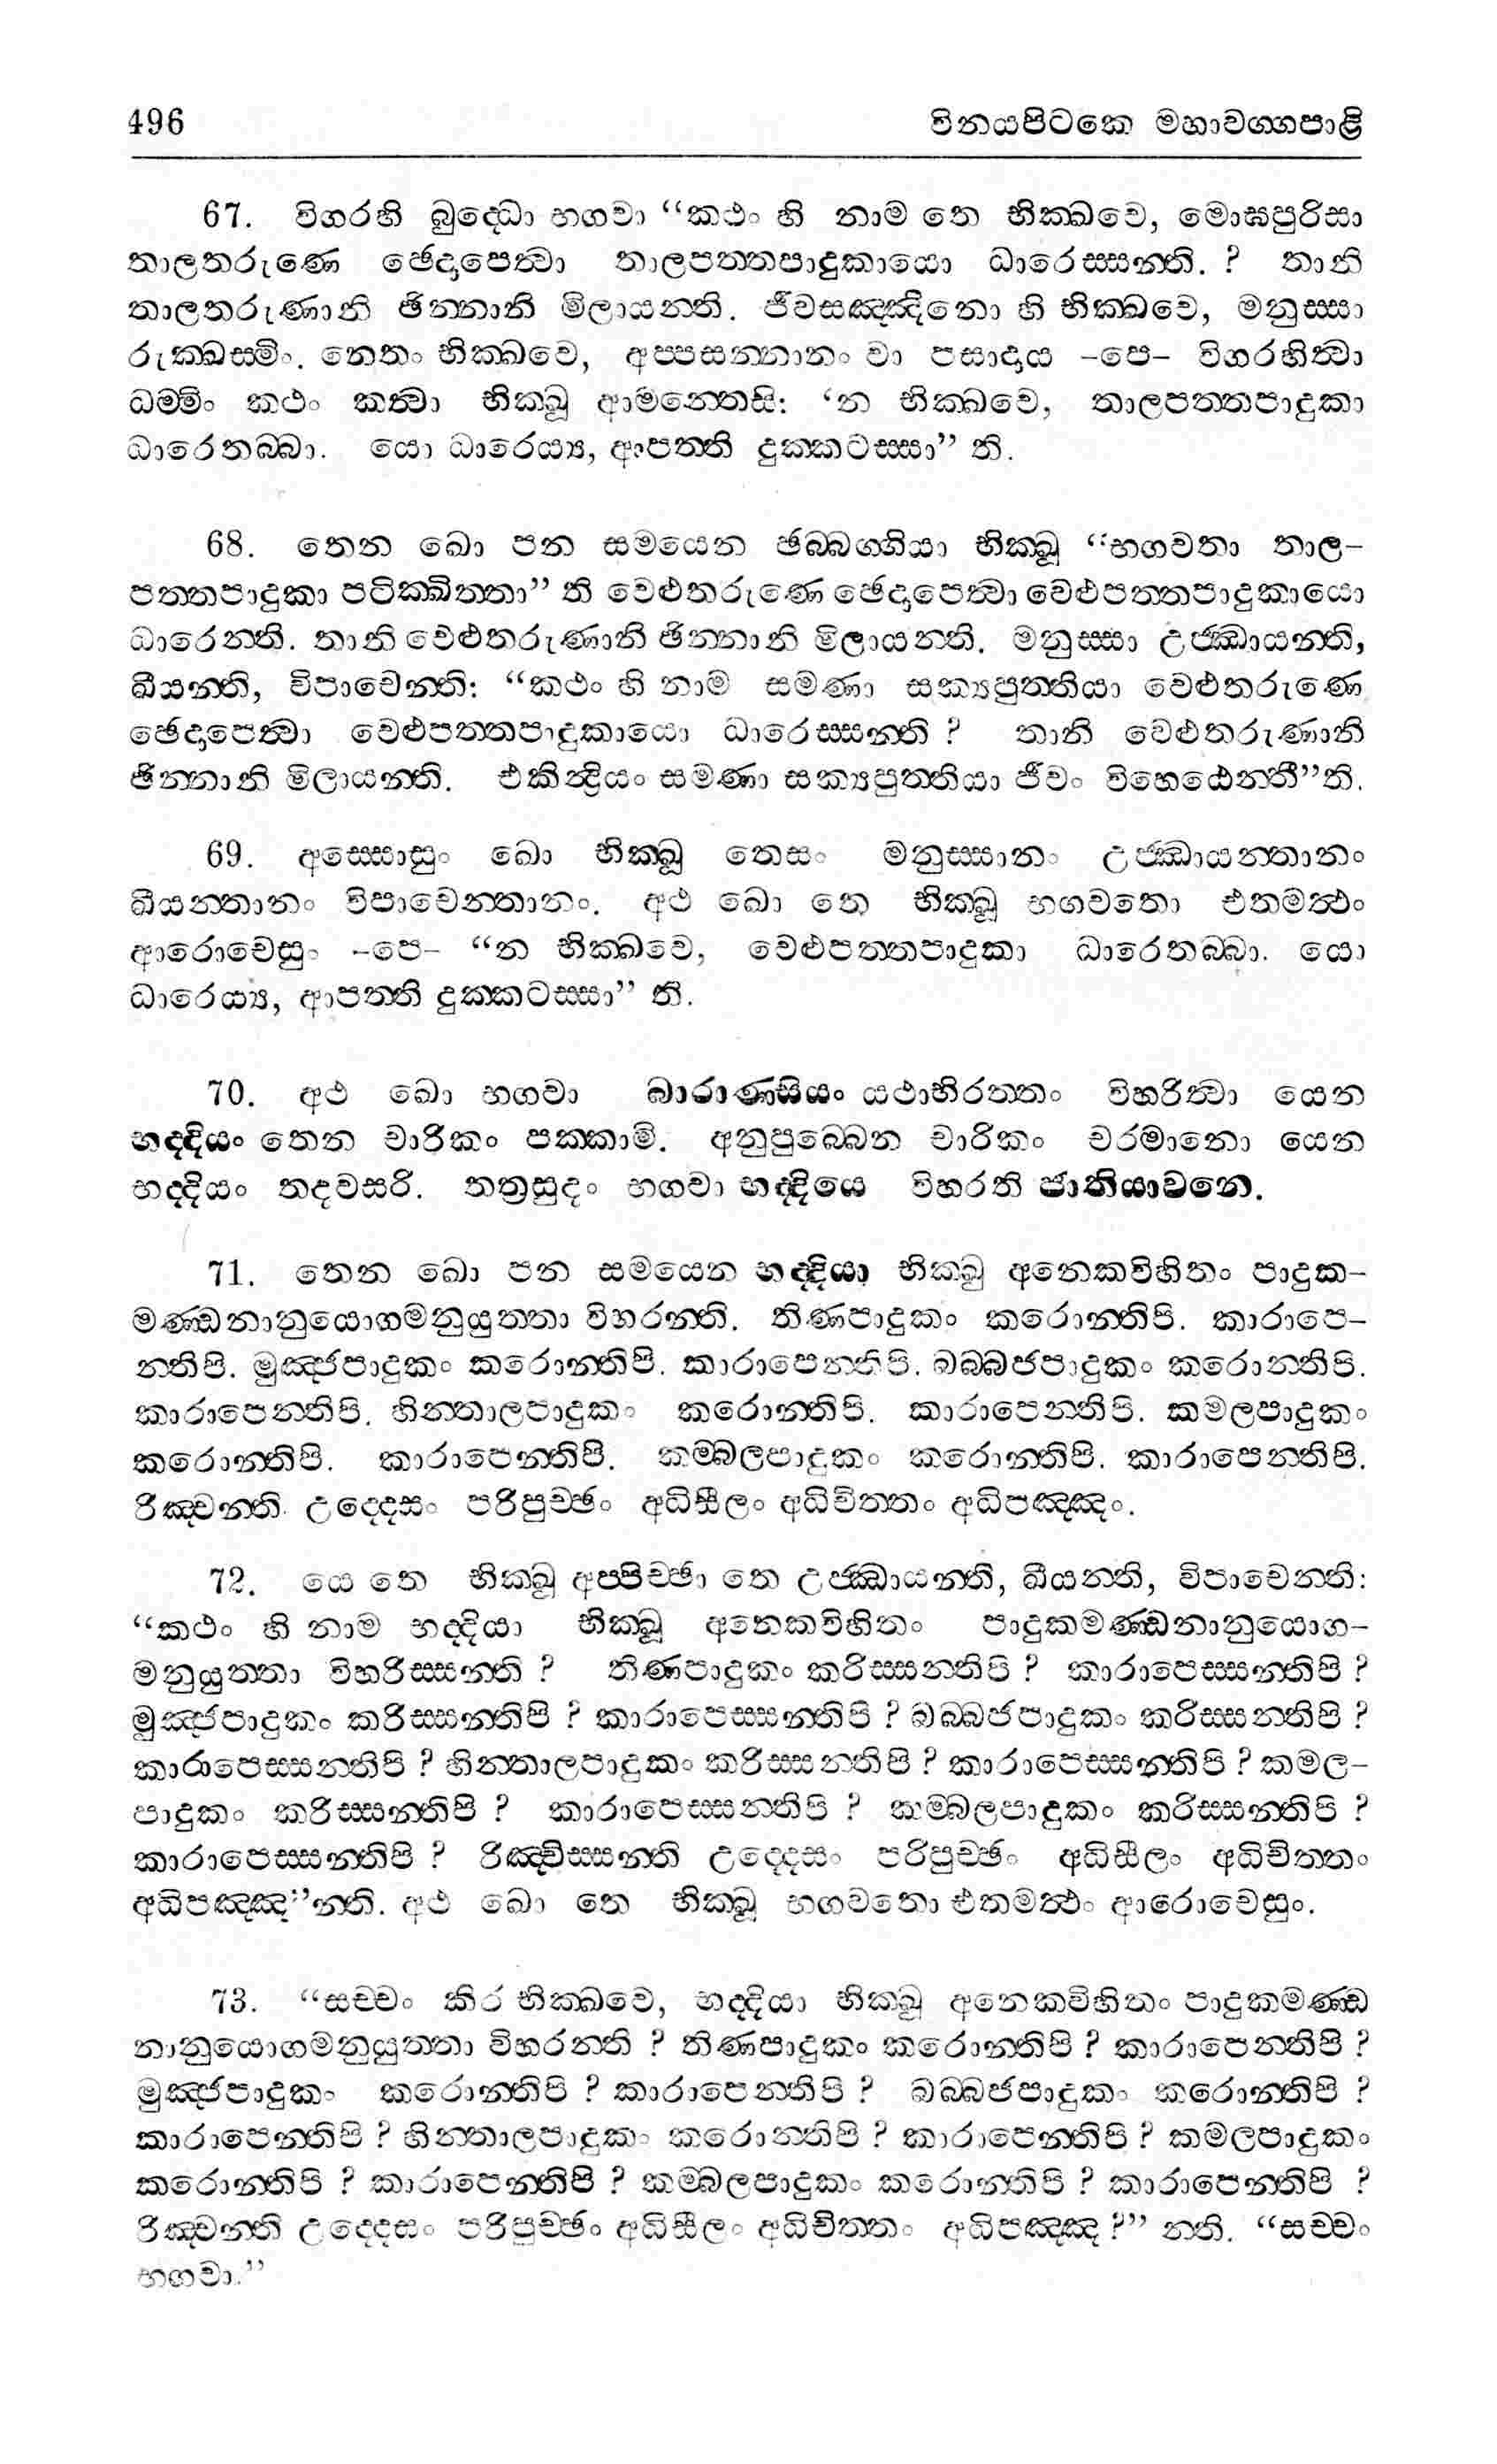 496 විනයපිටකෙ මහාවග්ගපාළි
67. විගරහි බුද්ධො භගවා “කථං හි නාම තෙ භික්ඛවෙ, මොඝපුරිසා
තාලතරුණෙ ඡෙදාපෙත්වා තාලපත්තපාදුකායො ධාරෙස්සන්ති. ? තානි
තාලතරුණානි ඡින්නානි මිලායන්ති. ජීවසඤ්ඤිනො හි භික්ඛවෙ, මනුස්සා
රුක්ඛස්මිං. නෙතං භික්ඛවෙ, අප්පසන්නානං වා පසාදාය -පෙ- විගරහිත්වා
ධම්මිං කථං කත්වා භික්ඛූ ආමන්තෙසි: ‘න භික්ඛවෙ, තාලපත්තපාදුකා
ධාරෙතබ්බා. යො ධාරෙය්‍ය, ආපත්ති දුක්කටස්සා” ති.
68. තෙන ඛො පන සමයෙන ඡබ්බග්ගියා භික්ඛූ “භගවතා තාල-
පත්තපාදුකා පටික්ඛිත්තා” ති වෙළුතරුණෙ ඡෙදාපෙත්වා වෙළුපත්තපාදුකායො
ධාරෙන්ති. තානි වෙළුතරුණානි ඡින්නානි මිලායන්ති. මනුස්සා උජ්ඣායන්ති,
ඛීයන්ති, විපාචෙන්ති: “කථං හි නාම සමණා සක්‍යපුත්තියා වෙළුතරුණෙ
ඡෙදාපෙත්වා වෙළුපත්තපාදුකායො ධාරෙස්සන්ති ? තානි වෙළුතරුණානි
ඡින්නානි මිලායන්ති. එකින්ද්‍රියං සමණා සක්‍යපුත්තියා ජීවං විහෙඨෙන්තී”ති.
69. අස්සොසුං ඛො භික්ඛූ තෙසං මනුස්සානං උජ්ඣායන්තානං
ඛීයන්තානං විපාචෙන්තානං. අථ ඛො තෙ භික්ඛූ භගවතො එතමත්ථං
ආරොචෙසුං -පෙ- “න භික්ඛවෙ, වෙළුපත්තපාදුකා ධාරෙතබ්බා. යො
ධාරෙය්‍ය, ආපත්ති දුක්කටස්සා” ති.
70. අථ ඛො භගවා බාරාණසියං යථාභිරත්තං විහරිත්වා යෙන
භද්දියං තෙන චාරිකං පක්කාමි. අනුපුබ්බෙන චාරිකං චරමානො යෙන
භද්දියං තදවසරි. තත්‍රසුදං භගවා භද්දියෙ විහරති ජාතියාවනෙ.
71. තෙන ඛො පන සමයෙන භද්දියා භික්ඛු අනෙකවිහිතං පාදුක-
මණ්ඩනානුයොගමනුයුත්තා විහරන්ති. තිණපාදුකං කරොන්තිපි. කාරාපෙ-
න්තිපි. මුඤ්ජපාදුකං කරොන්තිපි. කාරාපෙන්තිපි. බබ්බජපාදුකං කරොන්තිපි.
කාරාපෙන්තිපි. හින්තාලපාදුකං කරොන්තිපි. කාරාපෙන්තිපි. කමලපාදුකං
කරොන්තිපි. කාරාපෙන්තිපි. කම්බලපාදුකං කරොන්තිපි. කාරාපෙන්තිපි.
රිඤ්චන්ති උද්දෙසං පරිපුච්ඡං අධිසීලං අධිචිත්තං අධිපඤ්ඤං.
72. යෙ තෙ භික්ඛූ අප්පිච්ඡා තෙ උජ්ඣායන්ති, ඛීයන්ති, විපාචෙන්ති:
“කථං හි නාම භද්දියා භික්ඛූ අනෙකවිහිතං පාදුකමණ්ඩනානුයොග-
මනුයුත්තා විහරිස්සන්ති ? තිණපාදුකං කරිස්සන්තිපි ? කාරාපෙස්සන්තිපි ?
මුඤ්ජපාදුකං කරිස්සන්තිපි ? කාරාපෙස්සන්තිපි ? බබ්බජපාදුකං කරිස්සන්තිපි ?
කාරාපෙස්සන්තිපි ? හින්තාලපාදුකං කරිස්සන්තිපි ? කාරාපෙස්සන්තිපි ? කමල-
පාදුකං කරිස්සන්තිපි ? කාරාපෙස්සන්තිපි ? කම්බලපාදුකං කරිස්සන්තිපි ?
කාරාපෙස්සන්තිපි ? රිඤ්චිස්සන්ති උද්දෙසං පරිපුච්ඡං අධිසීලං අධිචිත්තං
අධිපඤ්ඤ”න්ති. අථ ඛො තෙ භික්ඛූ භගවතො එතමත්ථං ආරොචෙසුං.
73. “සච්චං කිර භික්ඛවෙ, භද්දියා භික්ඛූ අනෙකවිහිතං පාදුකමණ්ඩ
නානුයොගමනුයුත්තා විහරන්ති ? තිණපාදුකං කරොන්තිපි ? කාරාපෙන්තිපි ?
මුඤ්ජපාදුකං කරොන්තිපි ? කාරාපෙන්තිපි ? බබ්බජපාදුකං කරොන්තිපි ?
කාරාපෙන්තිපි ? හින්තාලපාදුකං කරොන්තිපි ? කාරාපෙන්තිපි ? කමලපාදුකං
කරොන්තිපි ? කාරාපෙන්තිපි ? කම්බලපාදුකං කරොන්තිපි ? කාරාපෙන්තිපි ?
රිඤ්චන්ති උද්දෙසං පරිපුච්ඡං අධිසීලං අධිචිත්තං අධිපඤ්ඤ ?” න්ති. “සච්චං
භගවා.”